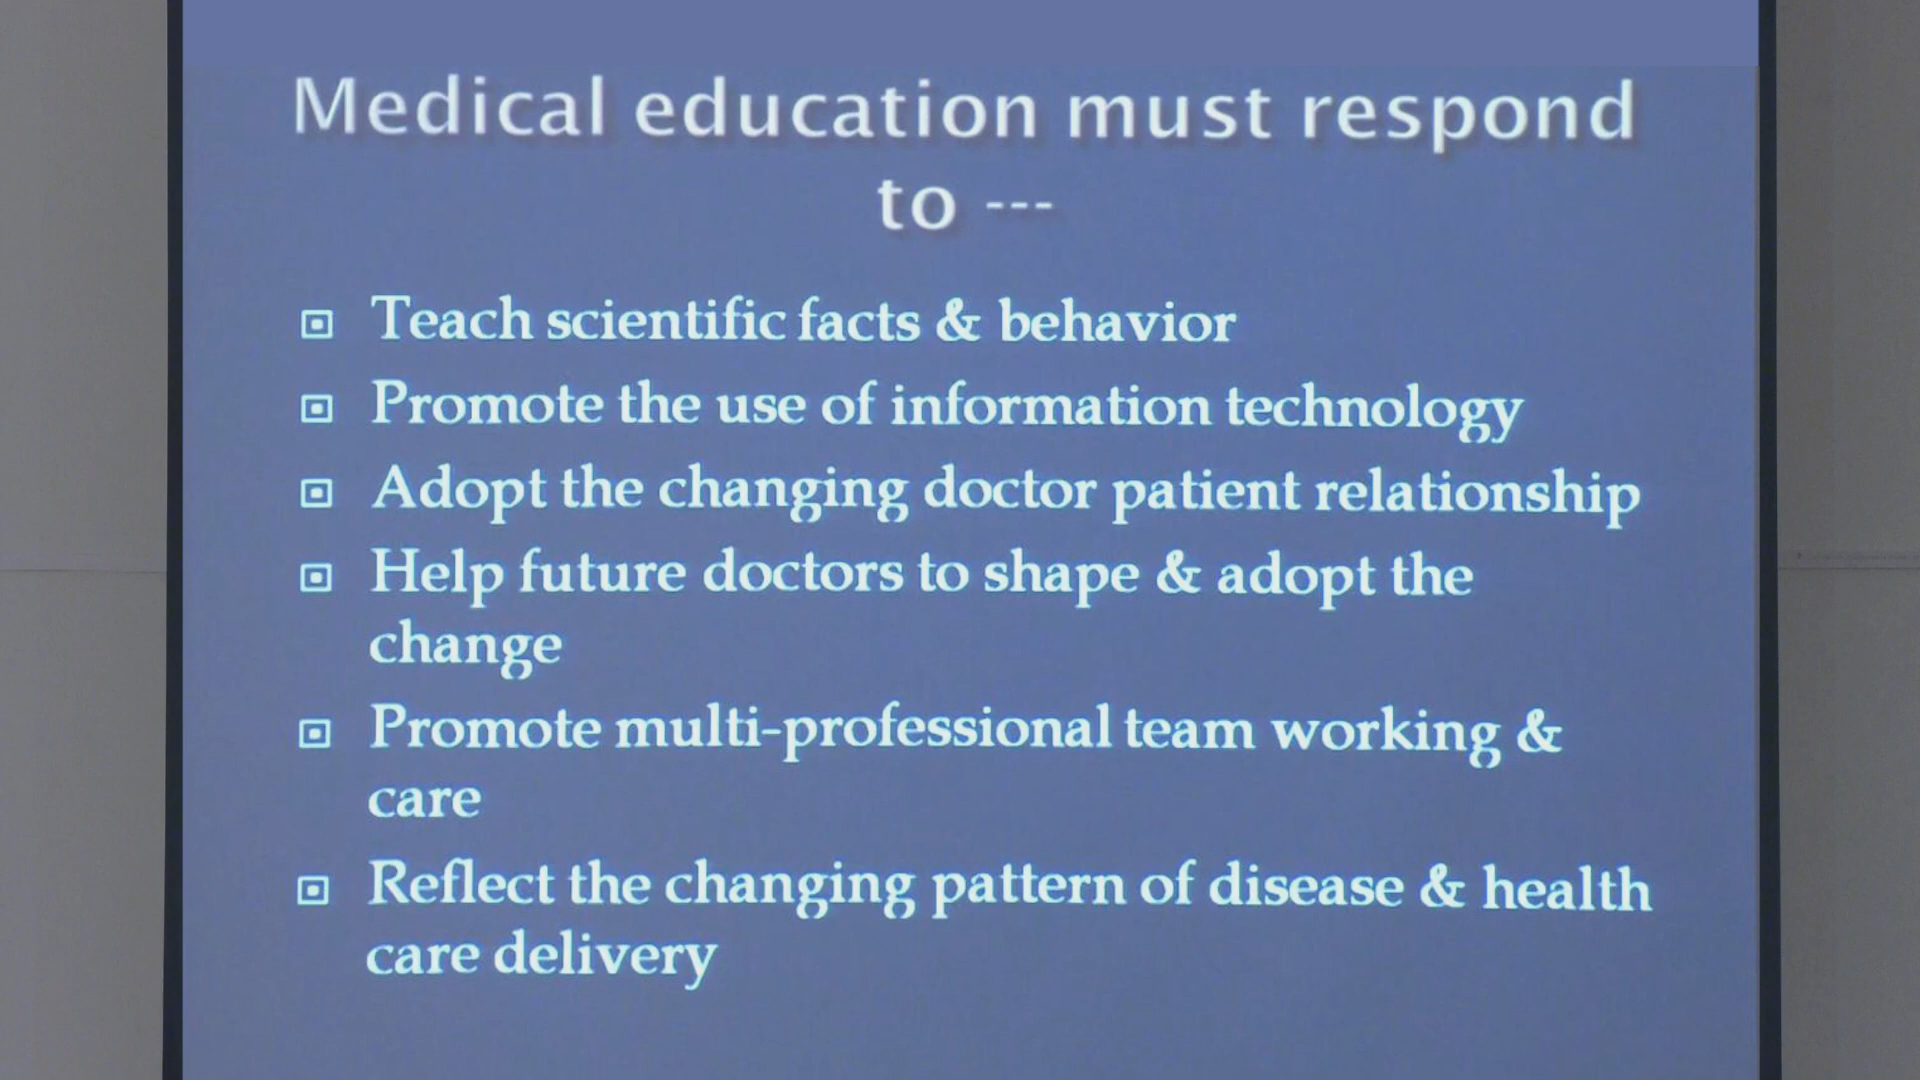 Medical education must respond
to ---
Teach scientific facts & behavior
Promote the use of information technology
Adopt the changing doctor patient relationship
Help future doctors to shape & adopt the
change
Promote multi-professional team working &
care
Reflect the changing pattern of disease & health
care delivery